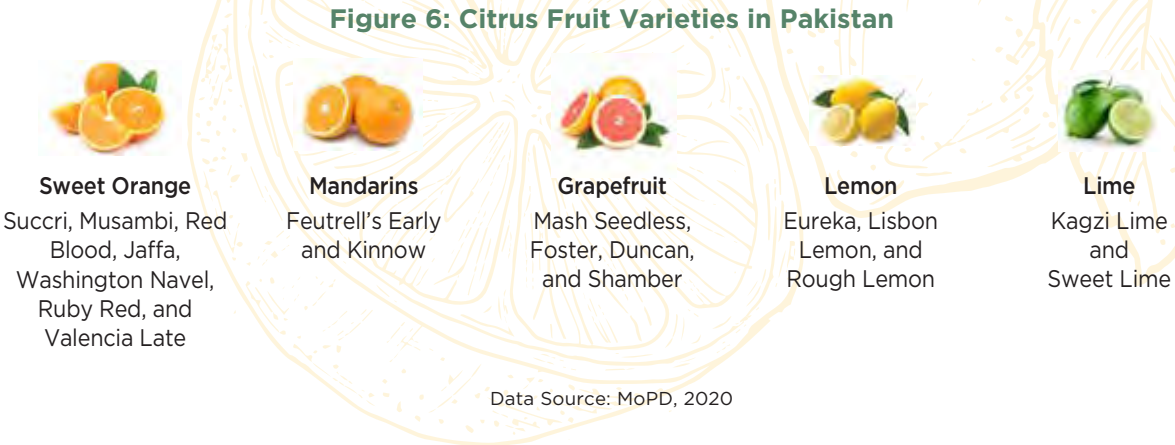 Figure 6: Citrus Fruit Varieties in Pakistan
Sweet Orange
Succri, Musambi, Red
Blood, Jaffa,
Washington Navel,
Ruby Red, and
Valencia Late
Mandarins
Feutrell’s Early
and Kinnow
Grapefruit
Mash Seedless,
Foster, Duncan,
and Shamber
Lemon
Eureka, Lisbon
Lemon, and
Rough Lemon
Lime
Kagzi Lime
and
Sweet Lime
Data Source: MoPD, 2020